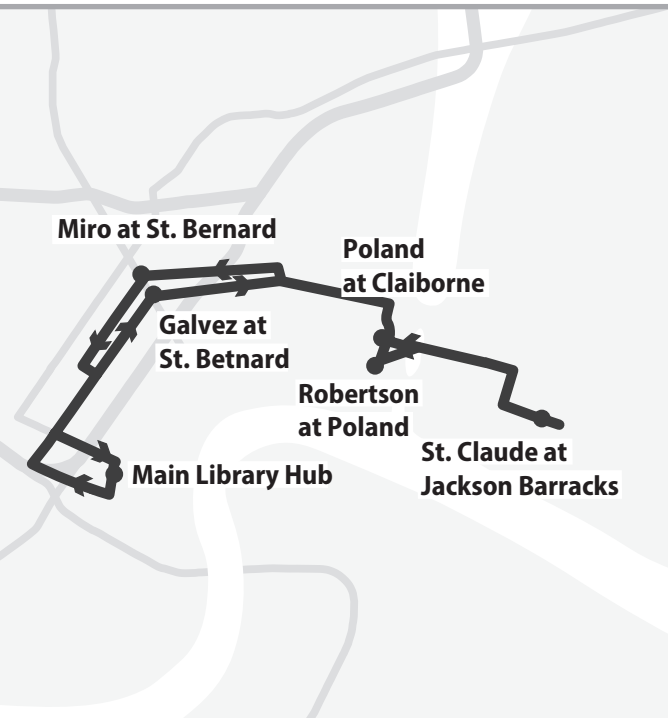 Miro at St. Bernard
Poland
at Claiborne
Galvez at
St. Betnard
Robertson
at Poland
St. Claude at
Jackson Barracks
Main Library Hub